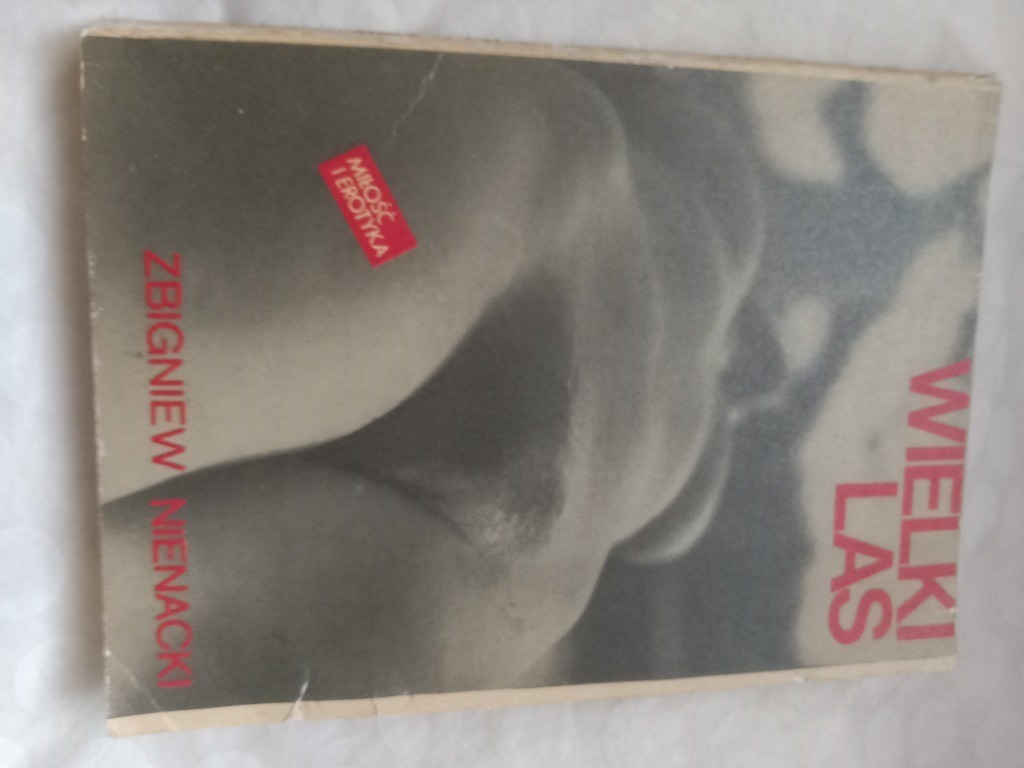 WIELKI
LAS
MIŁOŚĆ
I EROTYKA
ZBIGNIEW NIENACKI